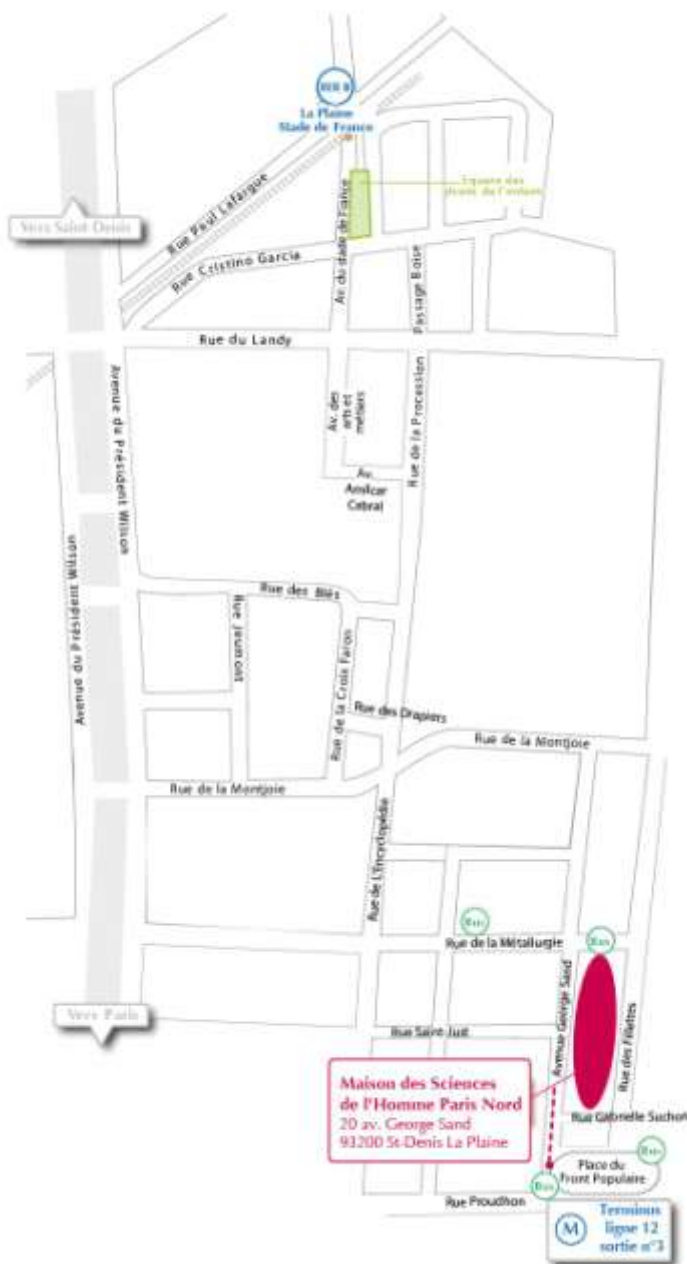 RER B
La Plaine
Stade de France
Square des
droits de l'enfant
Rue Paul Lafargue
Vers Saint Denis
Av. du stade de France
Rue Cristino Garcia
Passage Boise
Rue du Landy
Avenue du Président Wilson
Av. des
arts et
métiers
Rue de la Procession
Av.
Amilcar
Cabral
Avenue du Président Wilson
Rue des Blés
Rue Jaumont
Rue de la Croix Faron
Rue des Drapiers
Rue de la Montjoie
Rue de la Montjoie
Rue de L'Encyclopédie
Bus
Rue de la Métallurgie
Bus
Vers Paris
Avenue George Sand
Rue des Fillettes
Rue Saint Just
Maison des Sciences
de l'Homme Paris Nord
20 av. George Sand
93200 St-Denis La Plaine
Rue Gabrielle Suchot
Bus
Place du
Front Populaire
Bus
Rue Proudhon
M
Terminus
ligne 12
sortie n°3